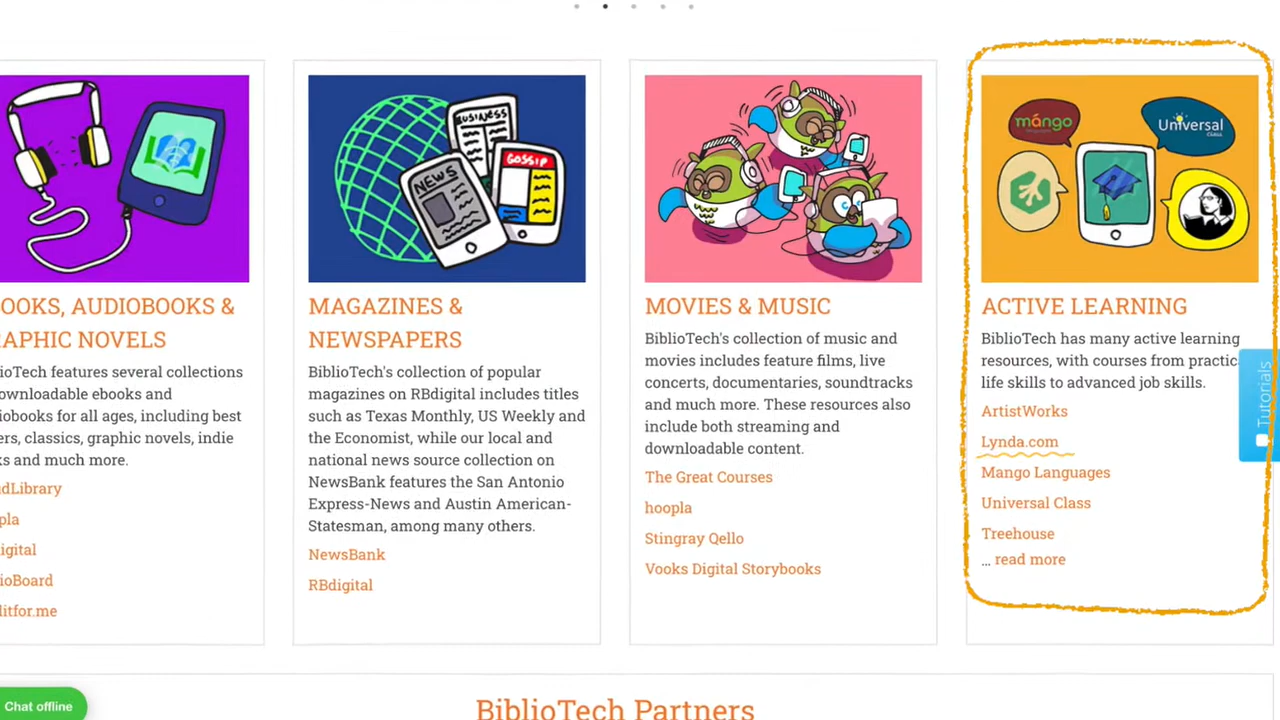 BUSINESS
NEWS
GOSSIP
mángo
Universal
Class
OOKS, AUDIOBOOKS &
APHIC NOVELS
ioTech features several collections
ownloadable ebooks and
iobooks for all ages, including best
ers, classics, graphic novels, indie
ks and much more.
udLibrary
pla
igital
ioBoard
litfor.me
MAGAZINES &
NEWSPAPERS
BiblioTech's collection of popular
magazines on RBdigital includes titles
such as Texas Monthly, US Weekly and
the Economist, while our local and
national news source collection on
NewsBank features the San Antonio
Express-News and Austin American-
Statesman, among many others.
NewsBank
RBdigital
MOVIES & MUSIC
BiblioTech's collection of music and
movies includes feature films, live
concerts, documentaries, soundtracks
and much more. These resources also
include both streaming and
downloadable content.
The Great Courses
hoopla
Stingray Qello
Vooks Digital Storybooks
ACTIVE LEARNING
BiblioTech has many active learning
resources, with courses from practic
life skills to advanced job skills.
ArtistWorks
Lynda.com
Mango Languages
Universal Class
Treehouse
... read more
Tutorials
Chat offline
BiblioTech Partners